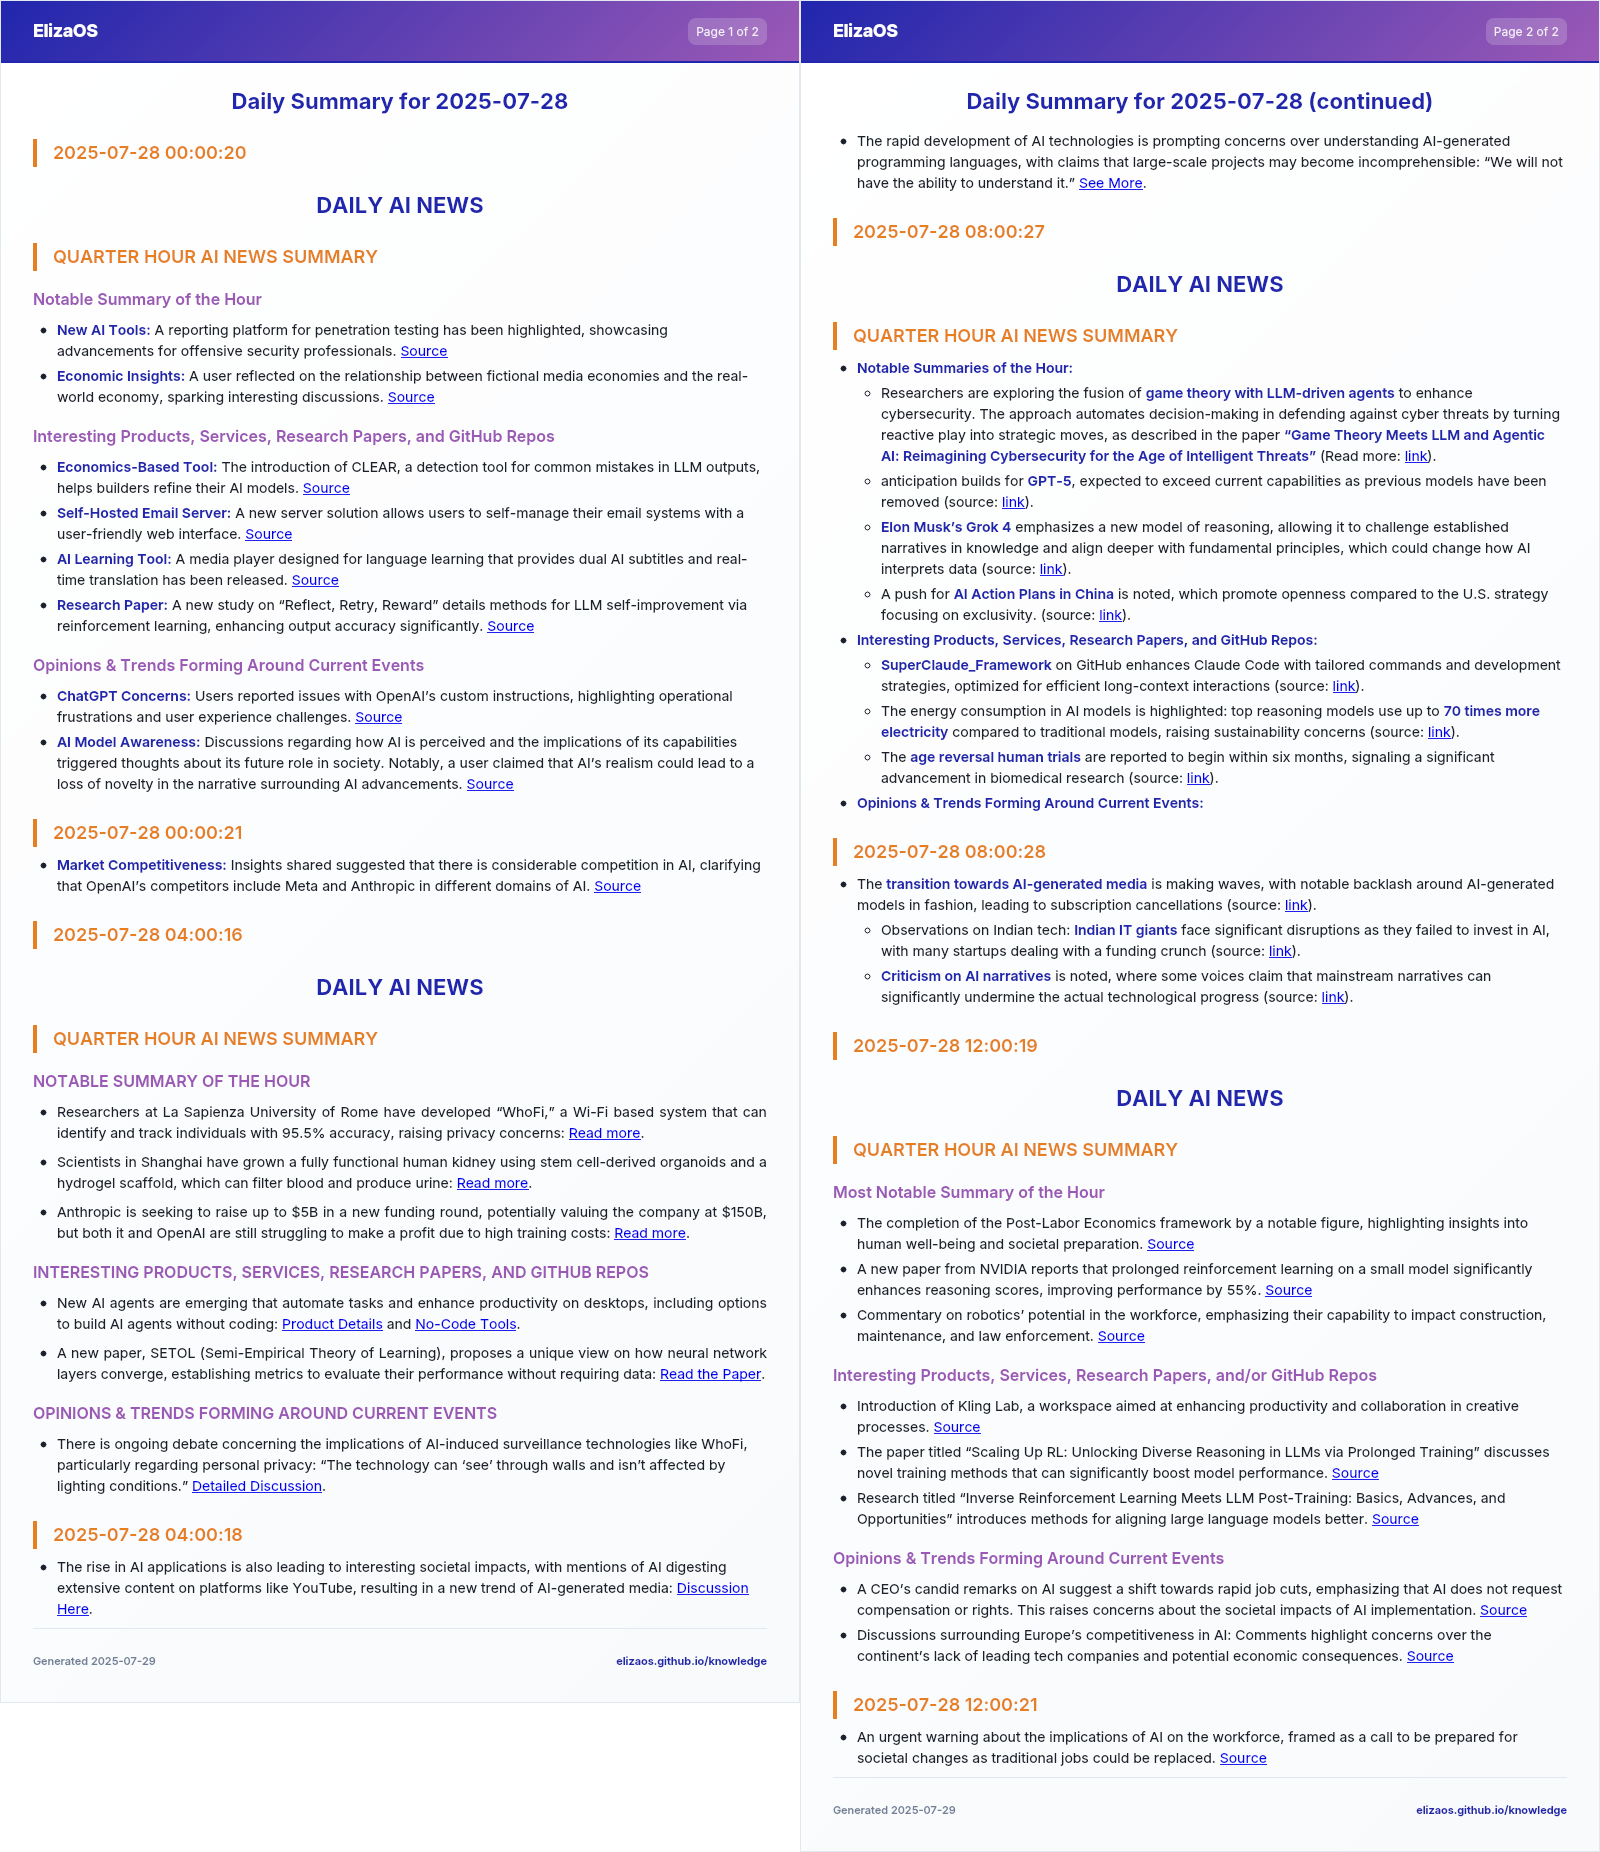 ElizaOS
Page 1 of 2
Daily Summary for 2025-07-28
2025-07-28 00:00:20
DAILY AI NEWS
QUARTER HOUR AI NEWS SUMMARY
Notable Summary of the Hour
• New AI Tools: A reporting platform for penetration testing has been highlighted, showcasing
advancements for offensive security professionals. Source
• Economic Insights: A user reflected on the relationship between fictional media economies and the real-
world economy, sparking interesting discussions. Source
Interesting Products, Services, Research Papers, and GitHub Repos
• Economics-Based Tool: The introduction of CLEAR, a detection tool for common mistakes in LLM outputs,
helps builders refine their AI models. Source
• Self-Hosted Email Server: A new server solution allows users to self-manage their email systems with a
user-friendly web interface. Source
• AI Learning Tool: A media player designed for language learning that provides dual AI subtitles and real-
time translation has been released. Source
• Research Paper: A new study on “Reflect, Retry, Reward” details methods for LLM self-improvement via
reinforcement learning, enhancing output accuracy significantly. Source
Opinions & Trends Forming Around Current Events
• ChatGPT Concerns: Users reported issues with OpenAI’s custom instructions, highlighting operational
frustrations and user experience challenges. Source
• AI Model Awareness: Discussions regarding how AI is perceived and the implications of its capabilities
triggered thoughts about its future role in society. Notably, a user claimed that AI’s realism could lead to a
loss of novelty in the narrative surrounding AI advancements. Source
2025-07-28 00:00:21
• Market Competitiveness: Insights shared suggested that there is considerable competition in AI, clarifying
that OpenAI’s competitors include Meta and Anthropic in different domains of AI. Source
2025-07-28 04:00:16
DAILY AI NEWS
QUARTER HOUR AI NEWS SUMMARY
NOTABLE SUMMARY OF THE HOUR
• Researchers at La Sapienza University of Rome have developed “WhoFi,” a Wi-Fi based system that can
identify and track individuals with 95.5% accuracy, raising privacy concerns: Read more.
• Scientists in Shanghai have grown a fully functional human kidney using stem cell-derived organoids and a
hydrogel scaffold, which can filter blood and produce urine: Read more.
• Anthropic is seeking to raise up to $5B in a new funding round, potentially valuing the company at $150B,
but both it and OpenAI are still struggling to make a profit due to high training costs: Read more.
INTERESTING PRODUCTS, SERVICES, RESEARCH PAPERS, AND GITHUB REPOS
• New AI agents are emerging that automate tasks and enhance productivity on desktops, including options
to build AI agents without coding: Product Details and No-Code Tools.
• A new paper, SETOL (Semi-Empirical Theory of Learning), proposes a unique view on how neural network
layers converge, establishing metrics to evaluate their performance without requiring data: Read the Paper.
OPINIONS & TRENDS FORMING AROUND CURRENT EVENTS
• There is ongoing debate concerning the implications of AI-induced surveillance technologies like WhoFi,
particularly regarding personal privacy: “The technology can ‘see’ through walls and isn’t affected by
lighting conditions.” Detailed Discussion.
2025-07-28 04:00:18
• The rise in AI applications is also leading to interesting societal impacts, with mentions of AI digesting
extensive content on platforms like YouTube, resulting in a new trend of AI-generated media: Discussion
Here.
Generated 2025-07-29
elizaos.github.io/knowledge
ElizaOS
Page 2 of 2
Daily Summary for 2025-07-28 (continued)
• The rapid development of AI technologies is prompting concerns over understanding AI-generated
programming languages, with claims that large-scale projects may become incomprehensible: “We will not
have the ability to understand it.” See More.
2025-07-28 08:00:27
DAILY AI NEWS
QUARTER HOUR AI NEWS SUMMARY
• Notable Summaries of the Hour:
◦ Researchers are exploring the fusion of game theory with LLM-driven agents to enhance
cybersecurity. The approach automates decision-making in defending against cyber threats by turning
reactive play into strategic moves, as described in the paper “Game Theory Meets LLM and Agentic
AI: Reimagining Cybersecurity for the Age of Intelligent Threats” (Read more: link).
◦ anticipation builds for GPT-5, expected to exceed current capabilities as previous models have been
removed (source: link).
◦ Elon Musk’s Grok 4 emphasizes a new model of reasoning, allowing it to challenge established
narratives in knowledge and align deeper with fundamental principles, which could change how AI
interprets data (source: link).
◦ A push for AI Action Plans in China is noted, which promote openness compared to the U.S. strategy
focusing on exclusivity. (source: link).
• Interesting Products, Services, Research Papers, and GitHub Repos:
◦ SuperClaude_Framework on GitHub enhances Claude Code with tailored commands and development
strategies, optimized for efficient long-context interactions (source: link).
◦ The energy consumption in AI models is highlighted: top reasoning models use up to 70 times more
electricity compared to traditional models, raising sustainability concerns (source: link).
◦ The age reversal human trials are reported to begin within six months, signaling a significant
advancement in biomedical research (source: link).
• Opinions & Trends Forming Around Current Events:
2025-07-28 08:00:28
• The transition towards AI-generated media is making waves, with notable backlash around AI-generated
models in fashion, leading to subscription cancellations (source: link).
◦ Observations on Indian tech: Indian IT giants face significant disruptions as they failed to invest in AI,
with many startups dealing with a funding crunch (source: link).
◦ Criticism on AI narratives is noted, where some voices claim that mainstream narratives can
significantly undermine the actual technological progress (source: link).
2025-07-28 12:00:19
DAILY AI NEWS
QUARTER HOUR AI NEWS SUMMARY
Most Notable Summary of the Hour
• The completion of the Post-Labor Economics framework by a notable figure, highlighting insights into
human well-being and societal preparation. Source
• A new paper from NVIDIA reports that prolonged reinforcement learning on a small model significantly
enhances reasoning scores, improving performance by 55%. Source
• Commentary on robotics’ potential in the workforce, emphasizing their capability to impact construction,
maintenance, and law enforcement. Source
Interesting Products, Services, Research Papers, and/or GitHub Repos
• Introduction of Kling Lab, a workspace aimed at enhancing productivity and collaboration in creative
processes. Source
• The paper titled “Scaling Up RL: Unlocking Diverse Reasoning in LLMs via Prolonged Training” discusses
novel training methods that can significantly boost model performance. Source
• Research titled “Inverse Reinforcement Learning Meets LLM Post-Training: Basics, Advances, and
Opportunities” introduces methods for aligning large language models better. Source
Opinions & Trends Forming Around Current Events
• A CEO’s candid remarks on AI suggest a shift towards rapid job cuts, emphasizing that AI does not request
compensation or rights. This raises concerns about the societal impacts of AI implementation. Source
• Discussions surrounding Europe’s competitiveness in AI: Comments highlight concerns over the
continent’s lack of leading tech companies and potential economic consequences. Source
2025-07-28 12:00:21
• An urgent warning about the implications of AI on the workforce, framed as a call to be prepared for
societal changes as traditional jobs could be replaced. Source
Generated 2025-07-29
elizaos.github.io/knowledge